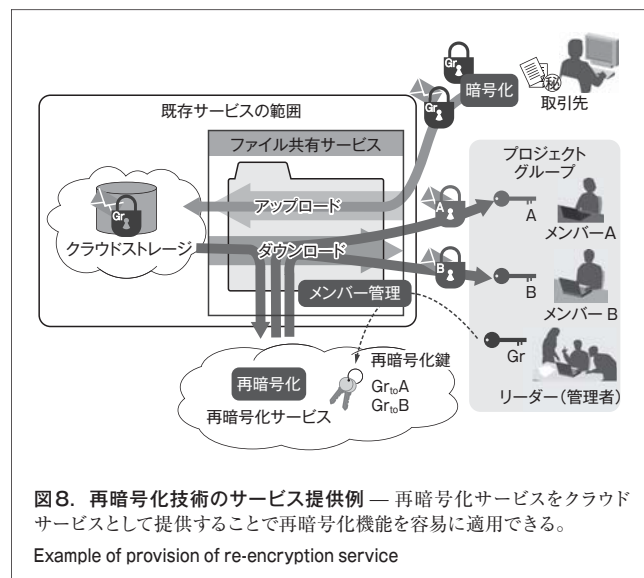 Gr
Gr
暗号化
秘
取引先
既存サービスの範囲
ファイル共有サービス
プロジェクト
グループ
Gr
クラウドストレージ
アップロード
ダウンロード
A
A
メンバーA
B
B
メンバー B
メンバー管理
Gr
リーダー(管理者)
再暗号化
再暗号化サービス
再暗号化鍵
GrtoA
GrtoB
図8. 再暗号化技術のサービス提供例 — 再暗号化サービスをクラウド
サービスとして提供することで再暗号化機能を容易に適用できる。
Example of provision of re-encryption service